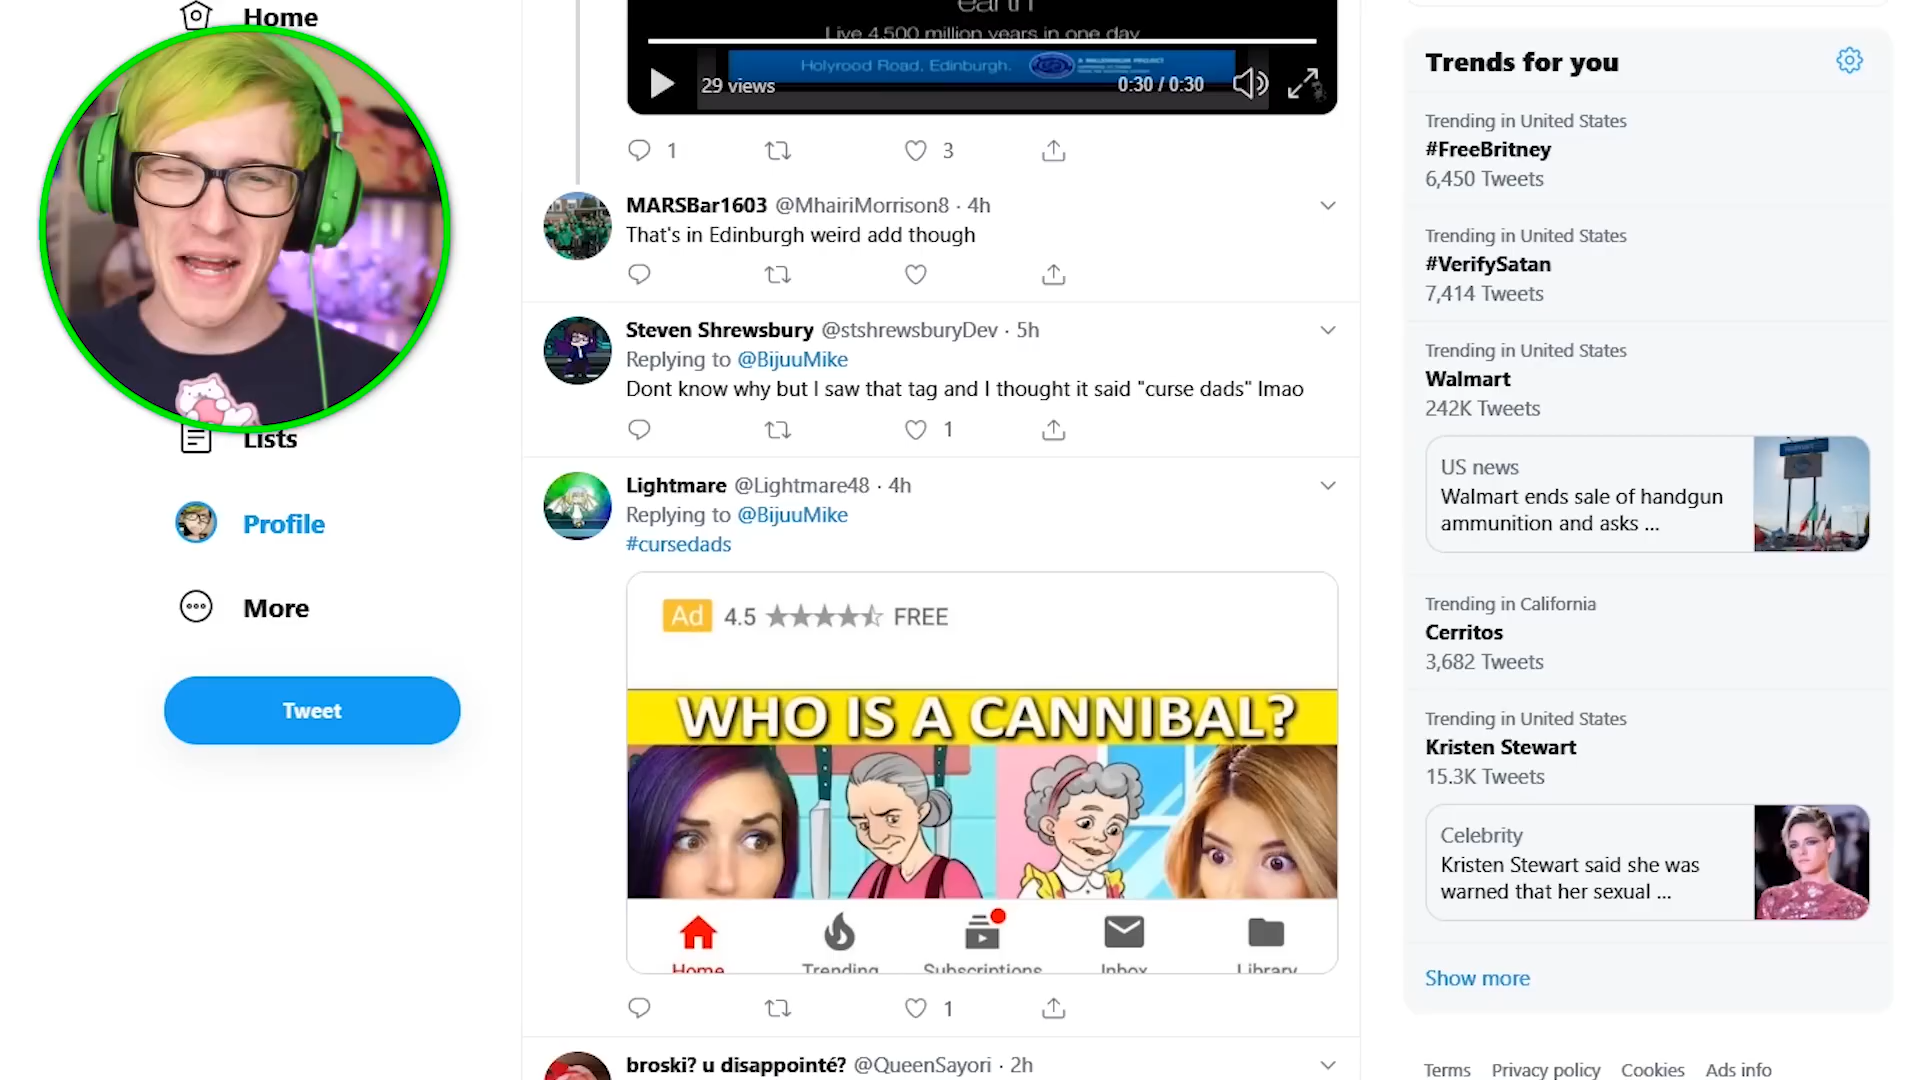 Home
Lists
Profile
More
Tweet
earth
Live 4,500 million years in one day
Holyrood Road, Edinburgh.
A MILLENNIUM PROJECT
29 views
0:30 / 0:30
1
3
MARSBar1603 @MhairiMorrison8 · 4h
That's in Edinburgh weird add though
Steven Shrewsbury @stshrewsburyDev · 5h
Replying to @BijuuMike
Dont know why but I saw that tag and I thought it said "curse dads" lmao
1
Lightmare @Lightmare48 · 4h
Replying to @BijuuMike
#cursedads
Ad 4.5 FREE
WHO IS A CANNIBAL?
Home
Trending
Subscriptions
Inbox
Library
1
broski? u disappointé? @QueenSayori · 2h
Trends for you
Trending in United States
#FreeBritney
6,450 Tweets
Trending in United States
#VerifySatan
7,414 Tweets
Trending in United States
Walmart
242K Tweets
US news
Walmart ends sale of handgun
ammunition and asks ...
Trending in California
Cerritos
3,682 Tweets
Trending in United States
Kristen Stewart
15.3K Tweets
Celebrity
Kristen Stewart said she was
warned that her sexual ...
Show more
Terms Privacy policy Cookies Ads info